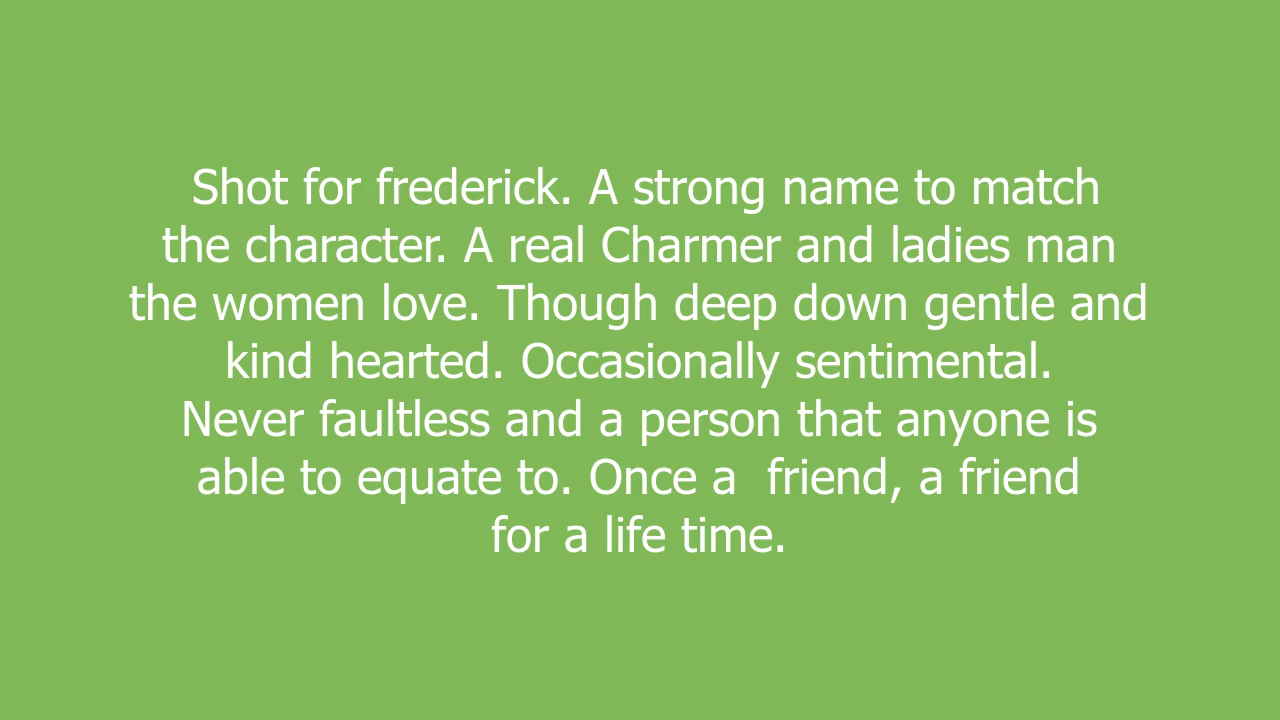 Shot for frederick. A strong name to match
the character. A real Charmer and ladies man
the women love. Though deep down gentle and
kind hearted. Occasionally sentimental.
Never faultless and a person that anyone is
able to equate to. Once a  friend, a friend
for a life time.